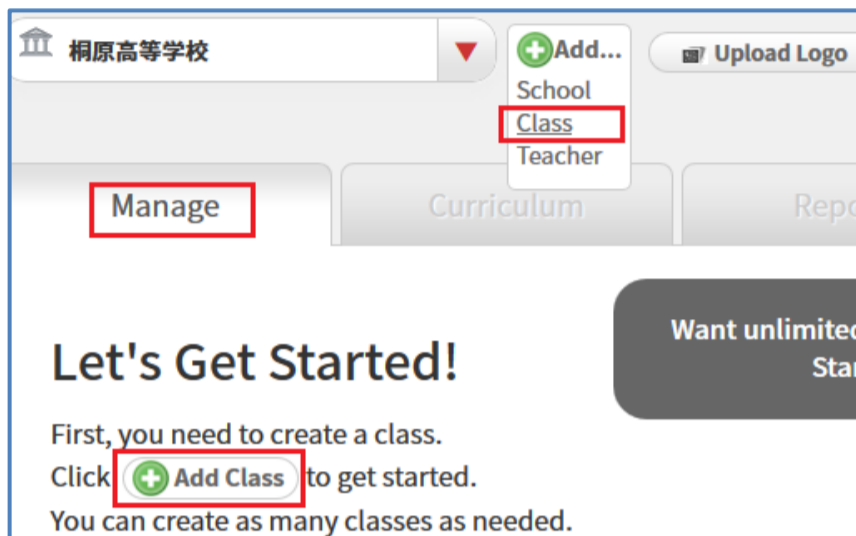 桐原高等学校
Add...
Upload Logo
School
Class
Teacher
Manage
Curriculum
Repo
Want unlimited
Star
Let's Get Started!
First, you need to create a class.
Click Add Class to get started.
You can create as many classes as needed.